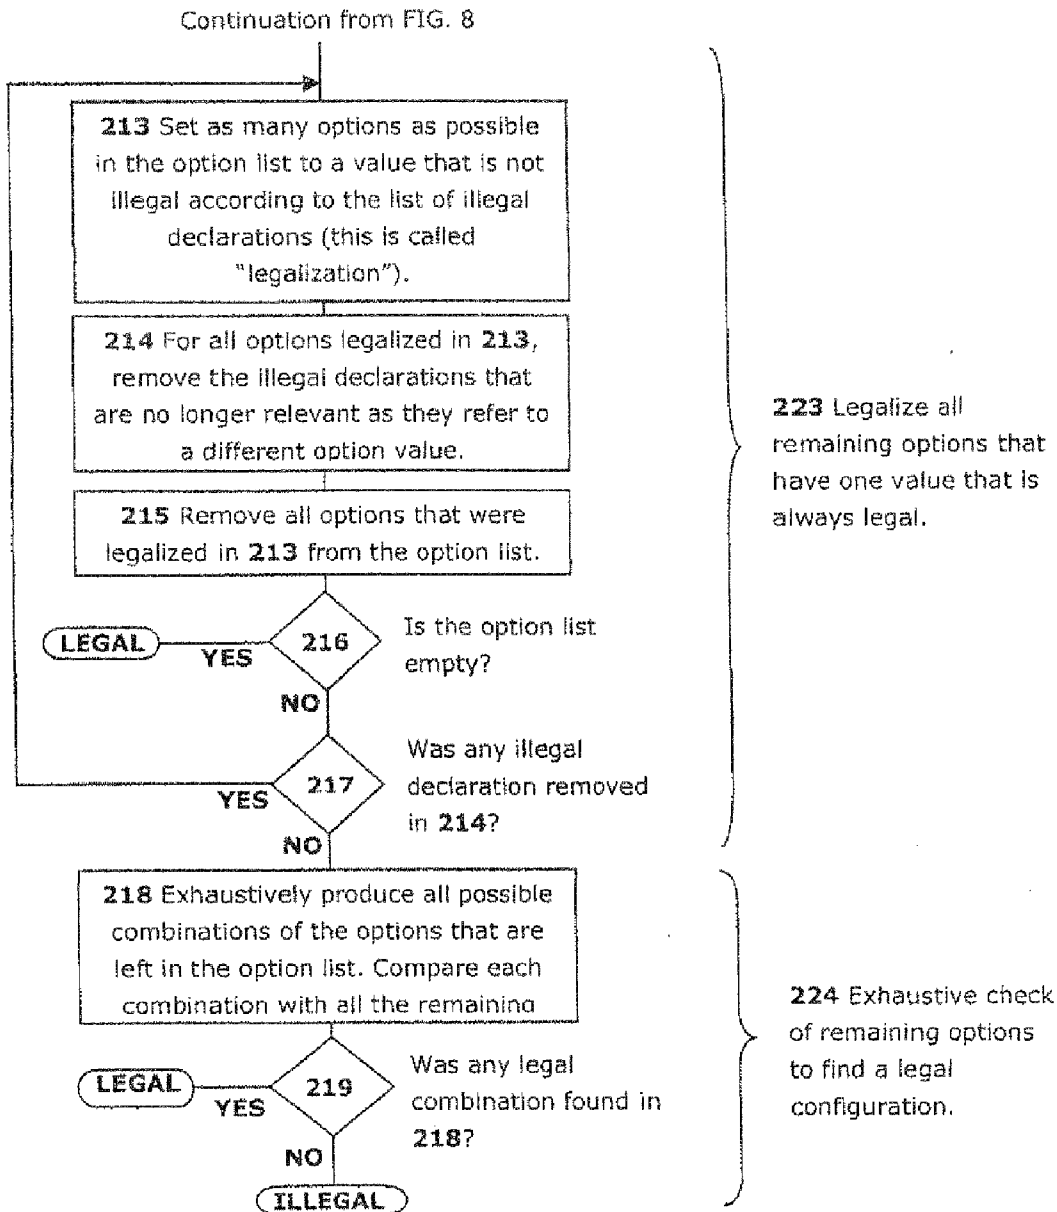 Continuation from FIG. 8
213 Set as many options as possible
in the option list to a value that is not
illegal according to the list of illegal
declarations (this is called
"legalization").
214 For all options legalized in 213,
remove the illegal declarations that
are no longer relevant as they refer to
a different option value.
215 Remove all options that were
legalized in 213 from the option list.
223 Legalize all
remaining options that
have one value that is
always legal.
LEGAL
YES
216
Is the option list
empty?
NO
YES
217
Was any illegal
declaration removed
in 214?
NO
218 Exhaustively produce all possible
combinations of the options that are
left in the option list. Compare each
combination with all the remaining
224 Exhaustive check
of remaining options
to find a legal
configuration.
LEGAL
YES
219
Was any legal
combination found in
218?
NO
ILLEGAL